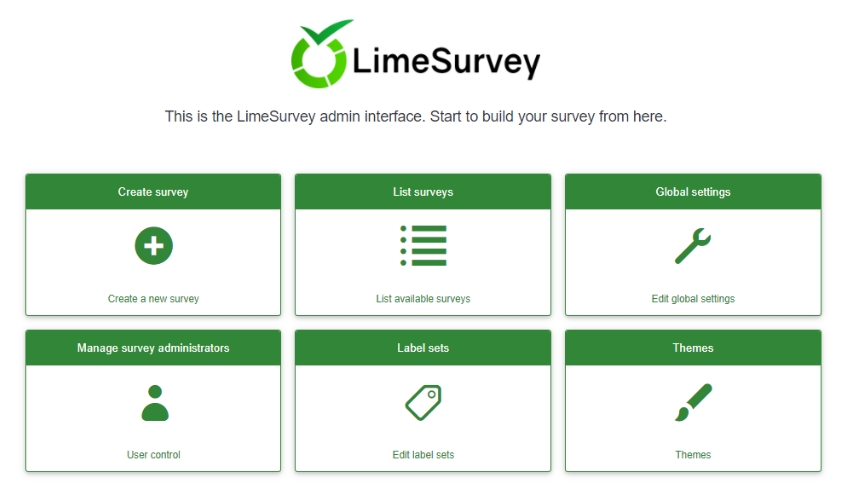 LimeSurvey
This is the LimeSurvey admin interface. Start to build your survey from here.
Create survey
List surveys
Global settings
Create a new survey
List available surveys
Edit global settings
Manage survey administrators
Label sets
Themes
User control
Edit label sets
Themes